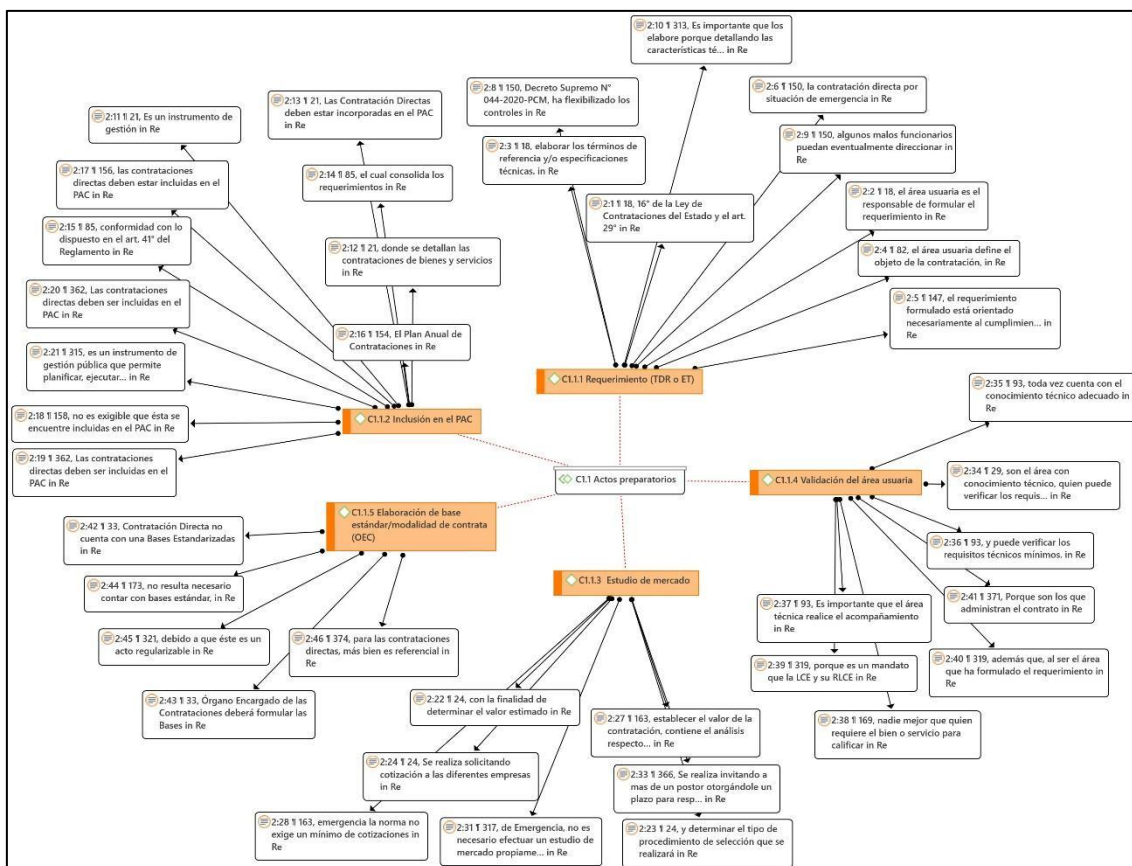 2:10 ¶ 313, Es importante que los
elabore porque detallando las
características té... in Re
2:8 ¶ 150, Decreto Supremo N°
044-2020-PCM, ha flexibilizado los
controles in Re
2:6 ¶ 150, la contratación directa por
situación de emergencia in Re
2:13 ¶ 21, Las Contratación Directas
deben estar incorporadas en el PAC
in Re
2:11 ¶ 21, Es un instrumento de
gestión in Re
2:3 ¶ 18, elaborar los términos de
referencia y/o especificaciones
técnicas. in Re
2:9 ¶ 150, algunos malos funcionarios
puedan eventualmente direccionar in
Re
2:17 ¶ 156, las contrataciones
directas deben estar incluidas en el
PAC in Re
2:14 ¶ 85, el cual consolida los
requerimientos in Re
2:2 ¶ 18, el área usuaria es el
responsable de formular el
requerimiento in Re
2:1 ¶ 18, 16° de la Ley de
Contrataciones del Estado y el art.
29° in Re
2:15 ¶ 85, conformidad con lo
dispuesto en el art. 41° del
Reglamento in Re
2:12 ¶ 21, donde se detallan las
contrataciones de bienes y servicios
in Re
2:4 ¶ 82, el área usuaria define el
objeto de la contratación, in Re
2:20 ¶ 362, Las contrataciones
directas deben ser incluidas en el
PAC in Re
2:5 ¶ 147, el requerimiento
formulado está orientado
necesariamente al cumplimien... in
Re
2:16 ¶ 154, El Plan Anual de
Contrataciones in Re
2:21 ¶ 315, es un instrumento de
gestión pública que permite
planificar, ejecutar... in Re
C1.1.1 Requerimiento (TDR o ET)
2:35 ¶ 93, toda vez cuenta con el
conocimiento técnico adecuado in
Re
2:18 ¶ 158, no es exigible que ésta se
encuentre incluidas en el PAC in Re
C1.1.2 Inclusión en el PAC
2:19 ¶ 362, Las contrataciones
directas deben ser incluidas en el
PAC in Re
C1.1 Actos preparatorios
C1.1.4 Validación del área usuaria
2:34 ¶ 29, son el área con
conocimiento técnico, quien puede
verificar los requis... in Re
C1.1.5 Elaboración de base
estándar/modalidad de contrata
(OEC)
2:42 ¶ 33, Contratación Directa no
cuenta con una Bases Estandarizadas
in Re
2:36 ¶ 93, y puede verificar los
requisitos técnicos mínimos. in Re
2:44 ¶ 173, no resulta necesario
contar con bases estándar, in Re
C1.1.3 Estudio de mercado
2:41 ¶ 371, Porque son los que
administran el contrato in Re
2:37 ¶ 93, Es importante que el área
técnica realice el acompañamiento
in Re
2:45 ¶ 321, debido a que éste es un
acto regularizable in Re
2:46 ¶ 374, para las contrataciones
directas, más bien es referencial in
Re
2:39 ¶ 319, porque es un mandato
que la LCE y su RLCE in Re
2:40 ¶ 319, además que, al ser el área
que ha formulado el requerimiento in
Re
2:43 ¶ 33, Órgano Encargado de las
Contrataciones deberá formular las
Bases in Re
2:22 ¶ 24, con la finalidad de
determinar el valor estimado in Re
2:27 ¶ 163, establecer el valor de la
contratación, contiene el análisis
respecto... in Re
2:38 ¶ 169, nadie mejor que quien
requiere el bien o servicio para
calificar in Re
2:24 ¶ 24, Se realiza solicitando
cotización a las diferentes empresas
in Re
2:33 ¶ 366, Se realiza invitando a
mas de un postor otorgándole un
plazo para resp... in Re
2:28 ¶ 163, emergencia la norma no
exige un mínimo de cotizaciones in
Re
2:31 ¶ 317, de Emergencia, no es
necesario efectuar un estudio de
mercado propiame... in Re
2:23 ¶ 24, y determinar el tipo de
procedimiento de selección que se
realizará in Re